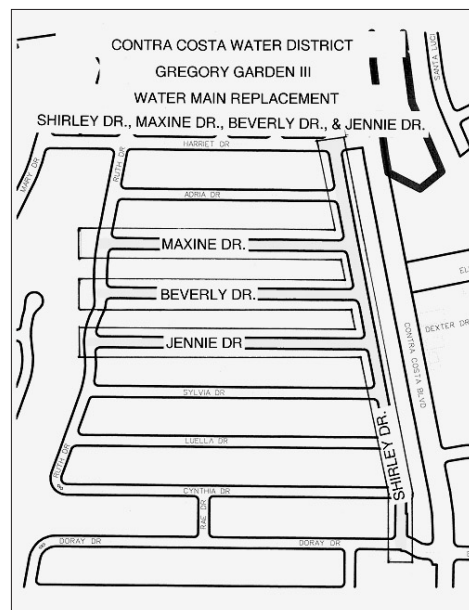 CONTRA COSTA WATER DISTRICT
GREGORY GARDEN III
WATER MAIN REPLACEMENT
SHIRLEY DR., MAXINE DR., BEVERLY DR., & JENNIE DR.
SANTA LUCI
HARRIET DR
MARY DR
RUTH DR
ADRIA DR
MAXINE DR.
BEVERLY DR.
DEXTER DR
CONTRA COSTA BLVD
JENNIE DR
SYLVIA DR
SHIRLEY DR.
LUELLA DR
RUTH DR
CYNTHIA DR
RAE DR
DORAY DR
DORAY DR